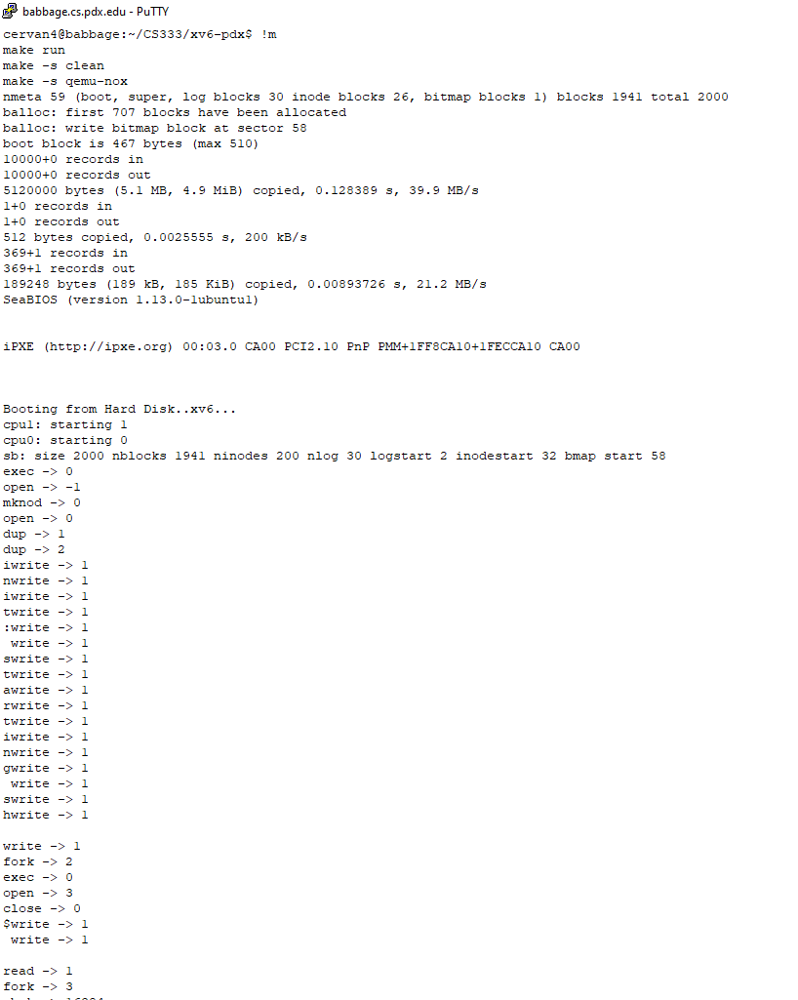 babbage.cs.pdx.edu - PuTTY
cervan4@babbage:~/CS333/xv6-pdx$ !m
make run
make -s clean
make -s qemu-nox
nmeta 59 (boot, super, log blocks 30 inode blocks 26, bitmap blocks 1) blocks 1941 total 2000
balloc: first 707 blocks have been allocated
balloc: write bitmap block at sector 58
boot block is 467 bytes (max 510)
10000+0 records in
10000+0 records out
5120000 bytes (5.1 MB, 4.9 MiB) copied, 0.128389 s, 39.9 MB/s
1+0 records in
1+0 records out
512 bytes copied, 0.0025555 s, 200 kB/s
369+1 records in
369+1 records out
189248 bytes (189 kB, 185 KiB) copied, 0.00893726 s, 21.2 MB/s
SeaBIOS (version 1.13.0-1ubuntu1)
iPXE (http://ipxe.org) 00:03.0 CA00 PCI2.10 PnP PMM+1FF8CA10+1FECCA10 CA00
Booting from Hard Disk..xv6...
cpu1: starting 1
cpu0: starting 0
sb: size 2000 nblocks 1941 ninodes 200 nlog 30 logstart 2 inodestart 32 bmap start 58
exec -> 0
open -> -1
mknod -> 0
open -> 0
dup -> 1
dup -> 2
iwrite -> 1
nwrite -> 1
iwrite -> 1
twrite -> 1
:write -> 1
 write -> 1
swrite -> 1
twrite -> 1
awrite -> 1
rwrite -> 1
twrite -> 1
iwrite -> 1
nwrite -> 1
gwrite -> 1
 write -> 1
swrite -> 1
hwrite -> 1
write -> 1
fork -> 2
exec -> 0
open -> 3
close -> 0
$write -> 1
 write -> 1
read -> 1
fork -> 3